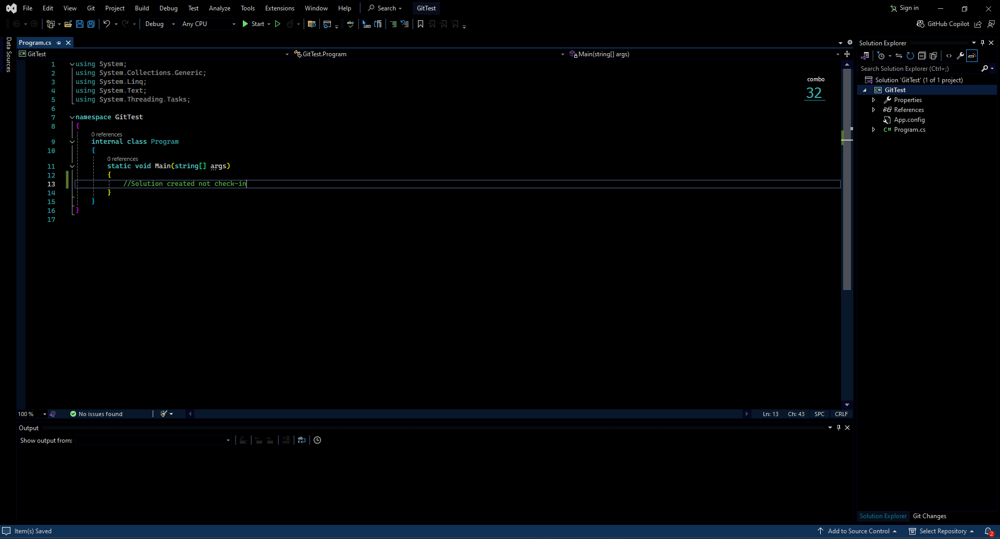 File Edit View Git Project Build Debug Test Analyze Tools Extensions Window Help Search GitTest Sign in
Debug Any CPU Start GitHub Copilot
Data Sources
Program.cs
GitTest GitTest.Program Main(string[] args)
1 using System;
2 using System.Collections.Generic;
3 using System.Linq;
4 using System.Text;
5 using System.Threading.Tasks;
6
7 namespace GitTest
8 {
0 references
9 internal class Program
10 {
0 references
11 static void Main(string[] args)
12 {
13 //Solution created not check-in
14 }
15 }
16 }
17
combo
32
100 % No issues found Ln: 13 Ch: 43 SPC CRLF
Output
Show output from:
Solution Explorer
Search Solution Explorer (Ctrl+;)
Solution 'GitTest' (1 of 1 project)
C# GitTest
Properties
References
App.config
C# Program.cs
Solution Explorer Git Changes
Item(s) Saved Add to Source Control Select Repository 2